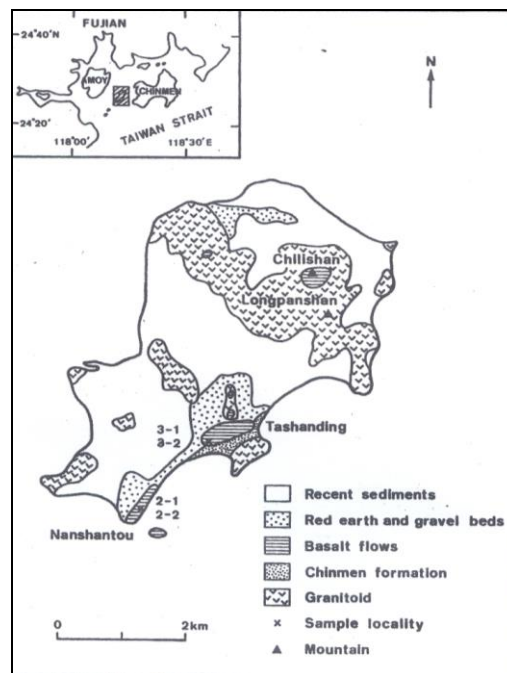 FUJIAN
24°40'N
AMOY
CHINMEN
24°20'
TAIWAN STRAIT
118°00'
118°30'
N
Chilishan
Longpanshan
3-1
3-2
Tashanding
2-1
2-2
Nanshantou
Recent sediments
Red earth and gravel beds
Basalt flows
Chinmen formation
Granitoid
Sample locality
Mountain
0 2km